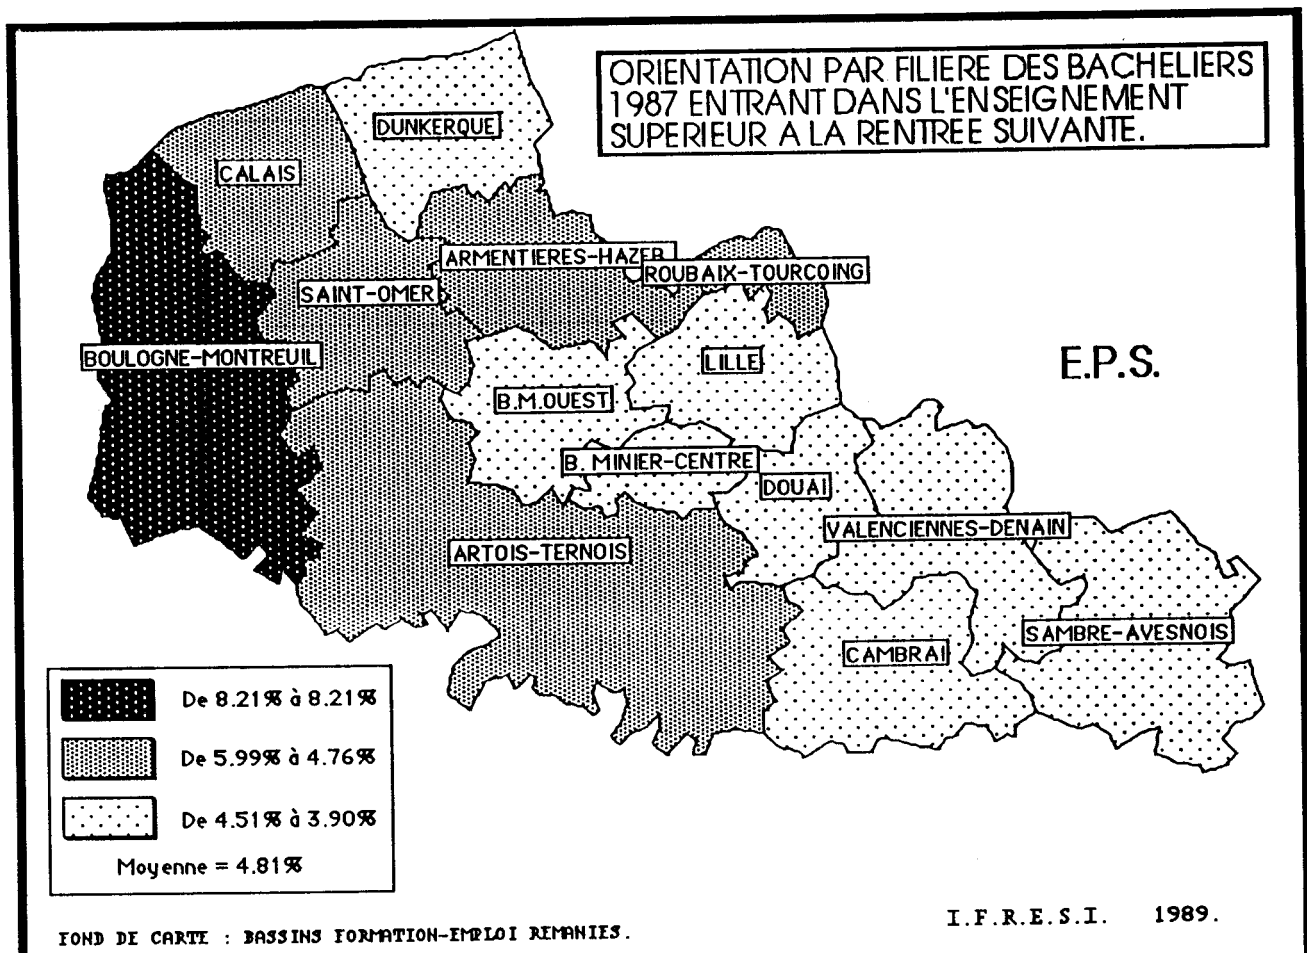 ORIENTATION PAR FILIERE DES BACHELIERS
1987 ENTRANT DANS L'ENSEIGNEMENT
SUPERIEUR A LA RENTREE SUIVANTE.
DUNKERQUE
CALAIS
ARMENTIERES-HAZEB.
ROUBAIX-TOURCOING
SAINT-OMER
BOULOGNE-MONTREUIL
LILLE
E.P.S.
B.M.OUEST
B. MINIER-CENTRE
DOUAI
VALENCIENNES-DENAIN
ARTOIS-TERNOIS
SAMBRE-AVESNOIS
CAMBRAI
De 8.21% à 8.21%
De 5.99% à 4.76%
De 4.51% à 3.90%
Moyenne = 4.81%
I.F.R.E.S.I. 1989.
FOND DE CARTE : BASSINS FORMATION-EMPLOI REMANIES.